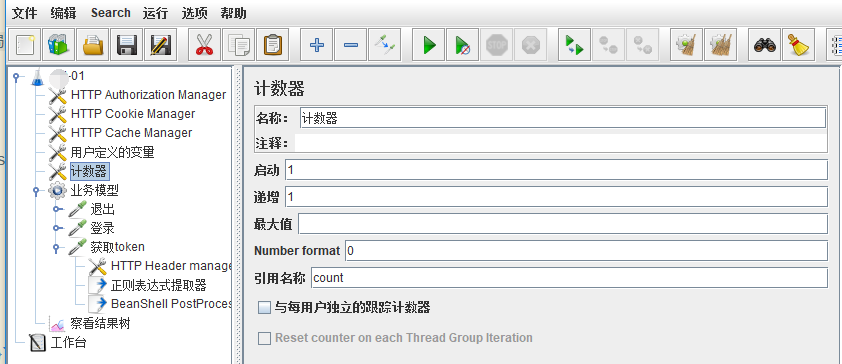 文件 编辑 Search 运行 选项 帮助
-01
HTTP Authorization Manager
HTTP Cookie Manager
HTTP Cache Manager
用户定义的变量
计数器
业务模型
退出
登录
获取token
HTTP Header manage
正则表达式提取器
BeanShell PostProces
察看结果树
工作台
计数器
名称： 计数器
注释：
启动 1
递增 1
最大值
Number format 0
引用名称 count
与每用户独立的跟踪计数器
Reset counter on each Thread Group Iteration